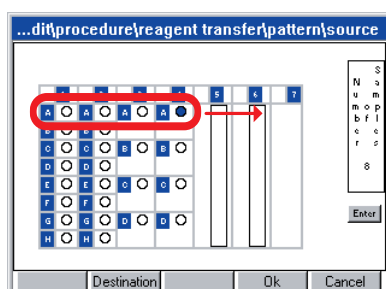 ...dit\procedure\reagent transfer\pattern\source
5 6 7
A A A A
C C B B
D D
E E C C
F F
G G D D
H H
Number of Samples
8
Enter
Destination Ok Cancel